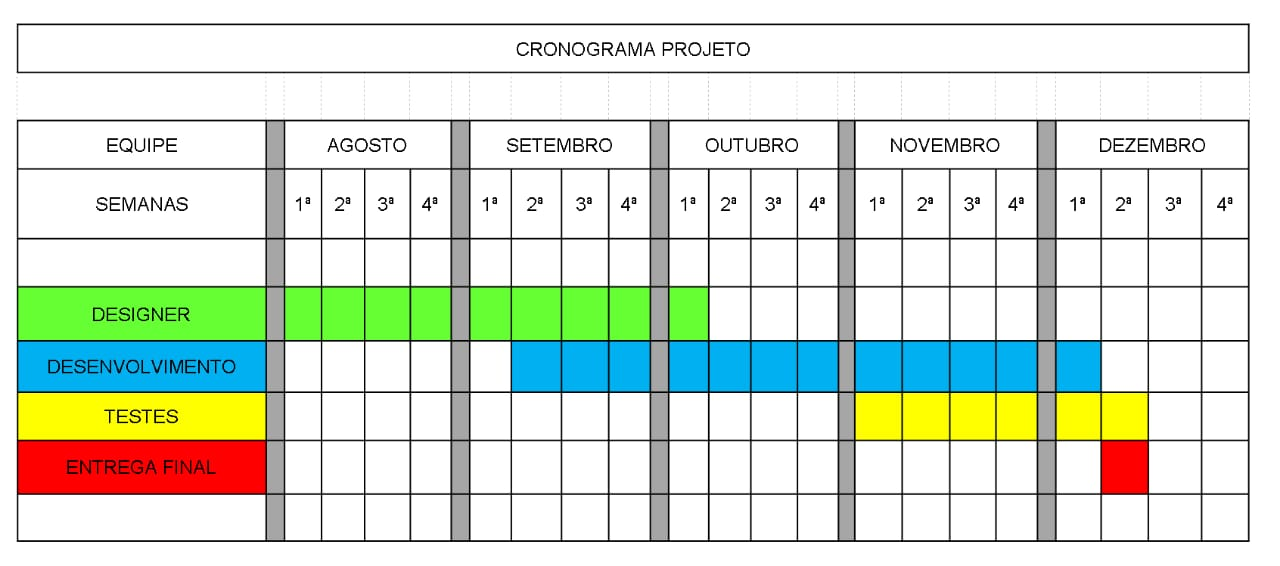 CRONOGRAMA PROJETO
EQUIPE AGOSTO SETEMBRO OUTUBRO NOVEMBRO DEZEMBRO
SEMANAS 1ª 2ª 3ª 4ª 1ª 2ª 3ª 4ª 1ª 2ª 3ª 4ª 1ª 2ª 3ª 4ª 1ª 2ª 3ª 4ª
DESIGNER
DESENVOLVIMENTO
TESTES
ENTREGA FINAL